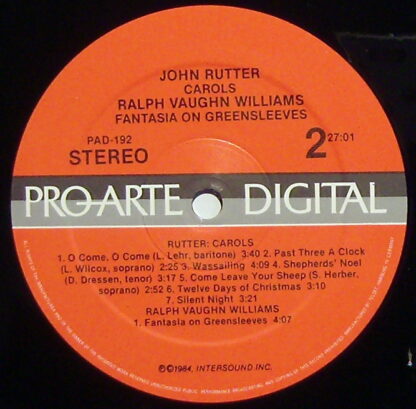 JOHN RUTTER
CAROLS
RALPH VAUGHN WILLIAMS
FANTASIA ON GREENSLEEVES
PAD-192
STEREO
2 27:01
PRO-ARTE DIGITAL
RUTTER: CAROLS
1. O Come, O Come (L. Lehr, baritone) 3:40 2. Past Three A Clock
(L. Wilcox, soprano) 2:25 3. Wassailing 4:09 4. Shepherds' Noel
(D. Dressen, tenor) 3:17 5. Come Leave Your Sheep (S. Herber,
soprano) 2:52 6. Twelve Days of Christmas 3:10
7. Silent Night 3:21
RALPH VAUGHN WILLIAMS
1. Fantasia on Greensleeves 4:07
℗©1984, INTERSOUND INC.